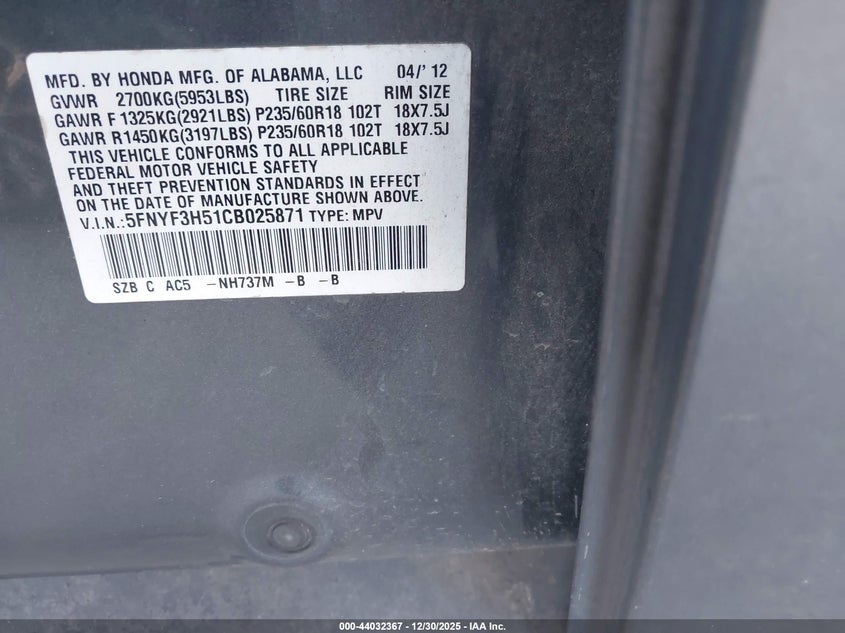 MFD. BY HONDA MFG. OF ALABAMA, LLC 04/' 12
GVWR 2700KG(5953LBS) TIRE SIZE RIM SIZE
GAWR F 1325KG(2921LBS) P235/60R18 102T 18X7.5J
GAWR R1450KG(3197LBS) P235/60R18 102T 18X7.5J
THIS VEHICLE CONFORMS TO ALL APPLICABLE
FEDERAL MOTOR VEHICLE SAFETY
AND THEFT PREVENTION STANDARDS IN EFFECT
ON THE DATE OF MANUFACTURE SHOWN ABOVE.
V.I.N.:5FNYF3H51CB025871 TYPE: MPV
SZB C AC5 -NH737M -B -B
000-44032367 - 12/30/2025 - IAA Inc.